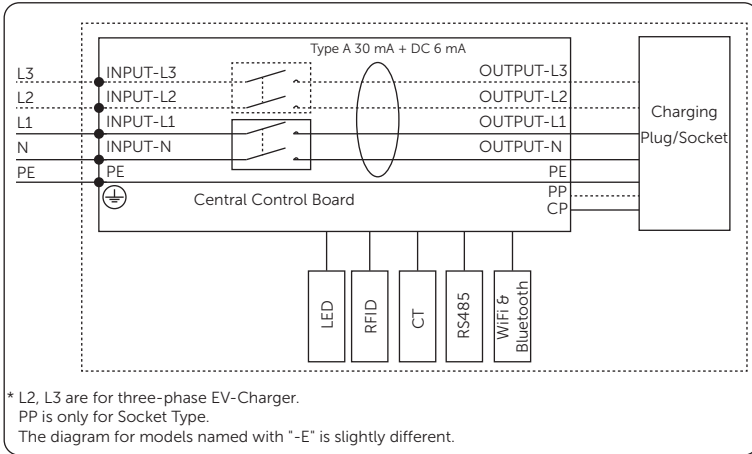 Type A 30 mA + DC 6 mA
L3
INPUT-L3
OUTPUT-L3
L2
INPUT-L2
OUTPUT-L2
L1
INPUT-L1
OUTPUT-L1
N
INPUT-N
OUTPUT-N
PE
PE
PE
PP
CP
Charging
Plug/Socket
Central Control Board
LED
RFID
CT
RS485
WiFi &
Bluetooth
* L2, L3 are for three-phase EV-Charger.
PP is only for Socket Type.
The diagram for models named with "-E" is slightly different.